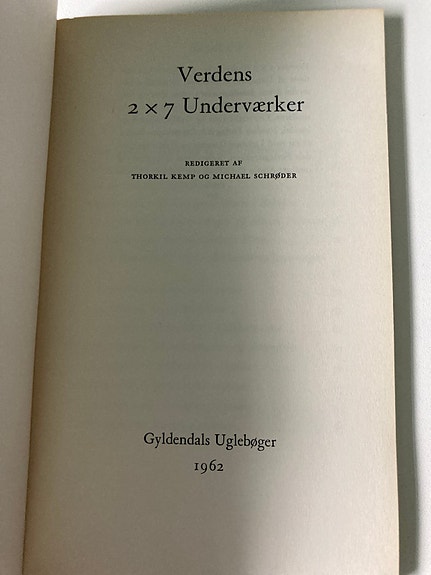 Verdens
2 × 7 Underværker
REDIGERET AF
THORKIL KEMP OG MICHAEL SCHRØDER
Gyldendals Uglebøger
1962